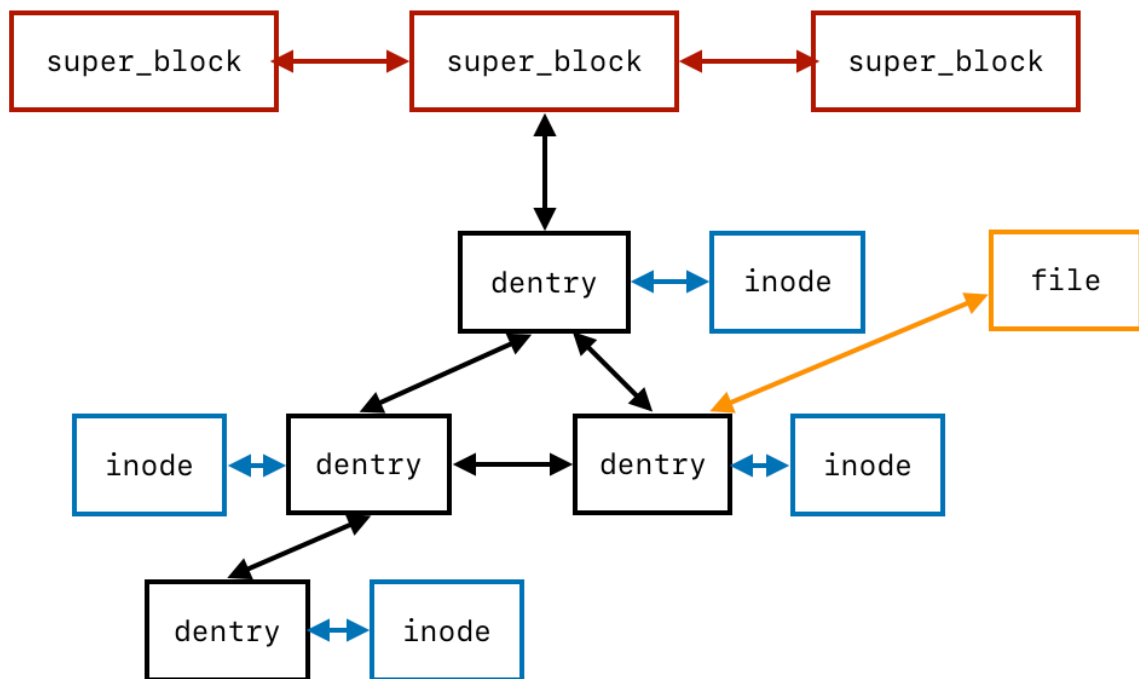 super_block
super_block
super_block
dentry
inode
file
inode
dentry
dentry
inode
dentry
inode